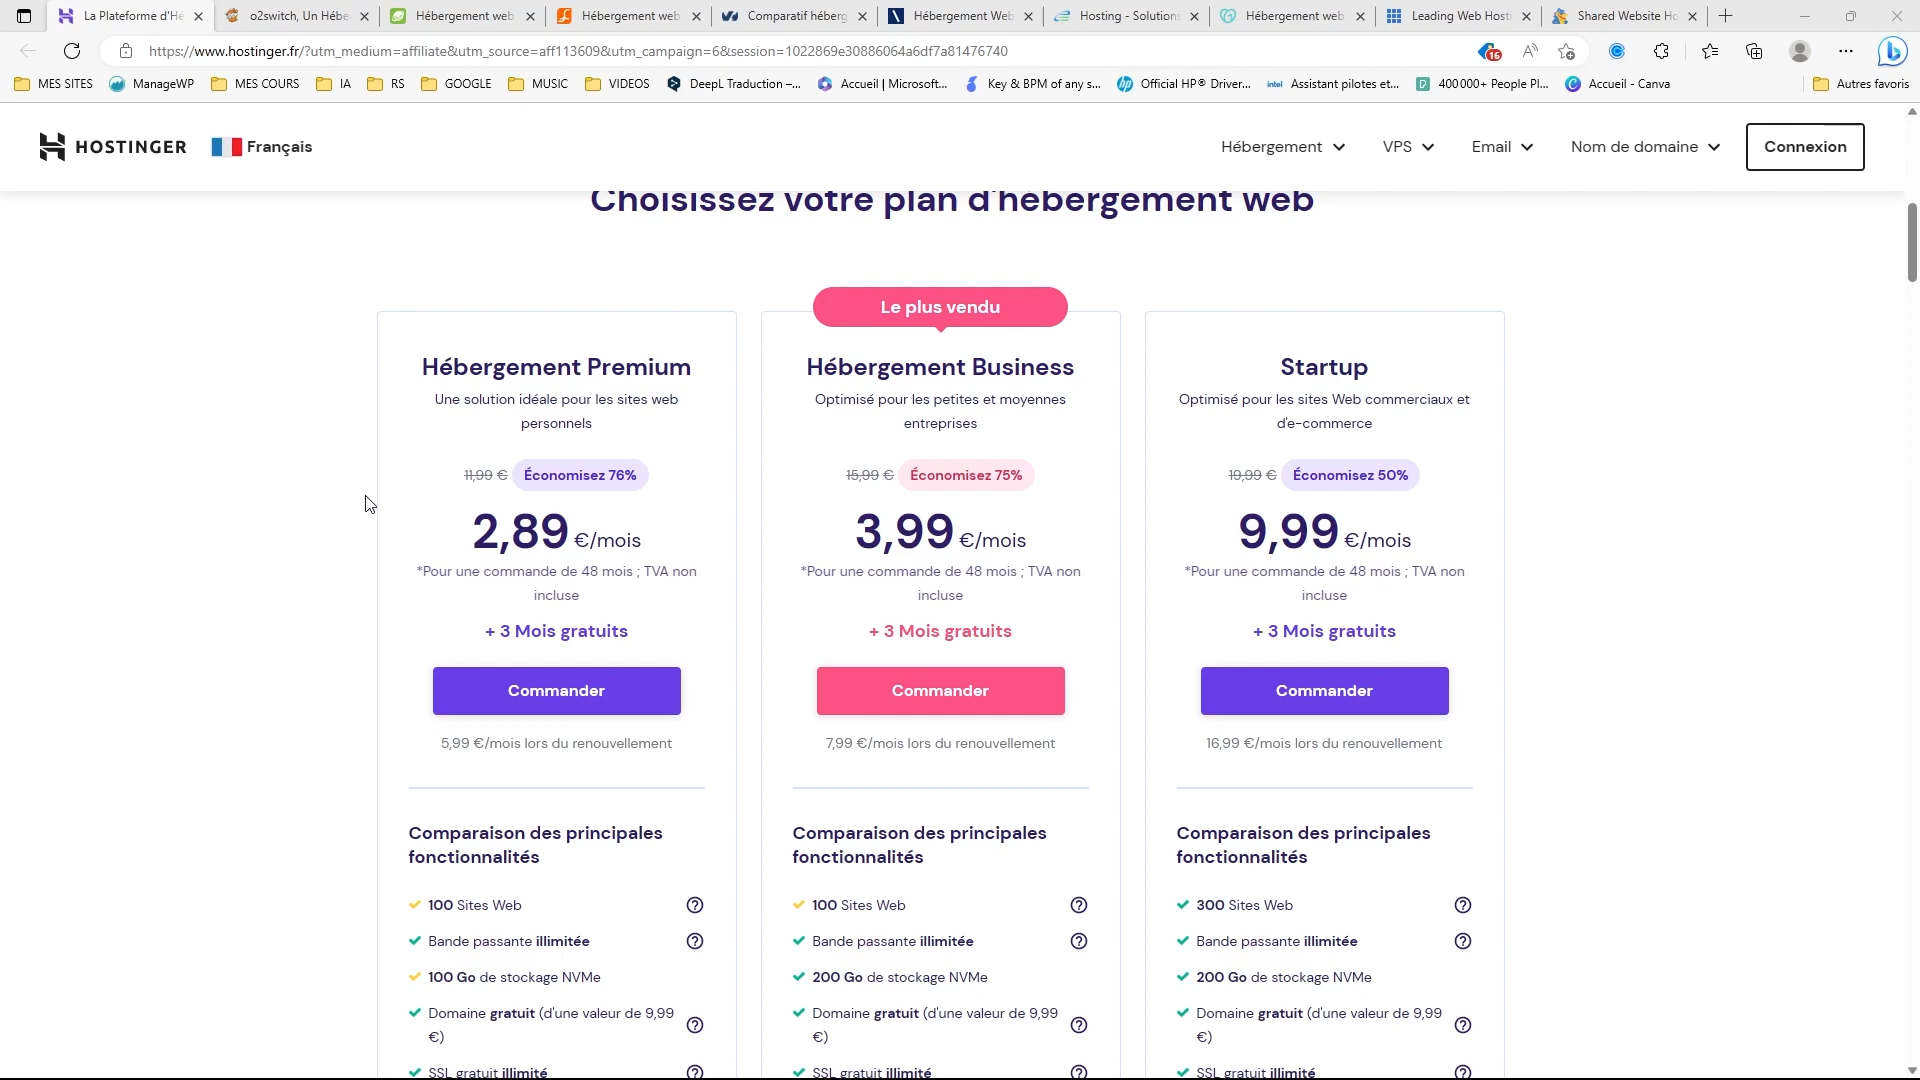 La Plateforme d'Hé
o2switch, Un Hébe
Hébergement web
Hébergement web
Comparatif héberg
Hébergement Web
Hosting - Solutions
Hébergement web
Leading Web Hosti
Shared Website Ho
https://www.hostinger.fr/?utm_medium=affiliate&utm_source=aff113609&utm_campaign=6&session=1022869e30886064a6df7a81476740
16
MES SITES
ManageWP
MES COURS
IA
RS
GOOGLE
MUSIC
VIDEOS
DeepL Traduction –...
Accueil | Microsoft...
Key & BPM of any s...
Official HP® Driver...
intel
Assistant pilotes et...
400 000+ People Pl...
Accueil - Canva
Autres favoris
HOSTINGER
Français
Hébergement
VPS
Email
Nom de domaine
Connexion
Choisissez votre plan d'hébergement web
Hébergement Premium
Une solution idéale pour les sites web
personnels
11,99 € Économisez 76%
2,89 €/mois
*Pour une commande de 48 mois ; TVA non
incluse
+ 3 Mois gratuits
Commander
5,99 €/mois lors du renouvellement
Comparaison des principales
fonctionnalités
100 Sites Web
Bande passante illimitée
100 Go de stockage NVMe
Domaine gratuit (d'une valeur de 9,99
€)
SSL gratuit illimité
Le plus vendu
Hébergement Business
Optimisé pour les petites et moyennes
entreprises
15,99 € Économisez 75%
3,99 €/mois
*Pour une commande de 48 mois ; TVA non
incluse
+ 3 Mois gratuits
Commander
7,99 €/mois lors du renouvellement
Comparaison des principales
fonctionnalités
100 Sites Web
Bande passante illimitée
200 Go de stockage NVMe
Domaine gratuit (d'une valeur de 9,99
€)
SSL gratuit illimité
Startup
Optimisé pour les sites Web commerciaux et
d'e-commerce
19,99 € Économisez 50%
9,99 €/mois
*Pour une commande de 48 mois ; TVA non
incluse
+ 3 Mois gratuits
Commander
16,99 €/mois lors du renouvellement
Comparaison des principales
fonctionnalités
300 Sites Web
Bande passante illimitée
200 Go de stockage NVMe
Domaine gratuit (d'une valeur de 9,99
€)
SSL gratuit illimité